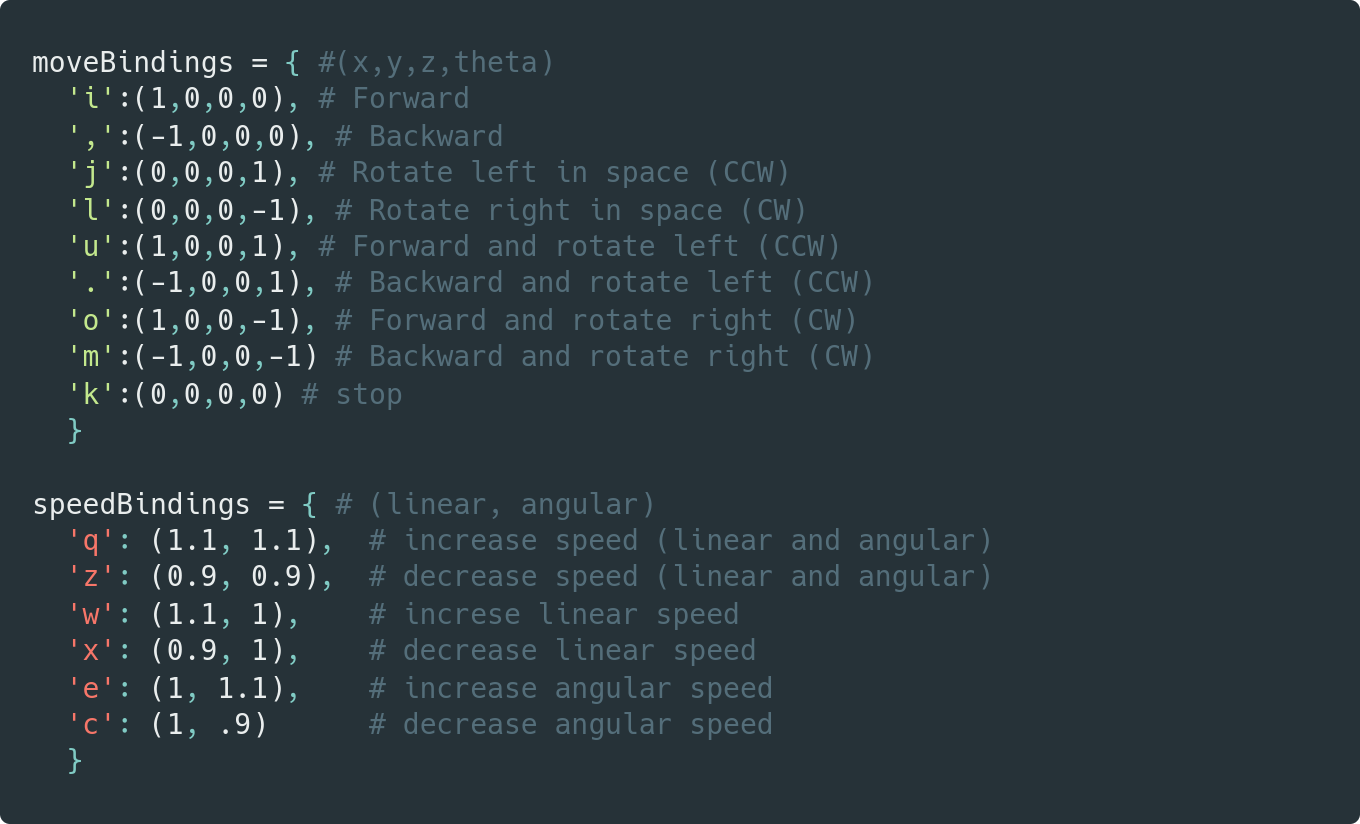 moveBindings = { #(x,y,z,theta)
  'i':(1,0,0,0), # Forward
  ',':(-1,0,0,0), # Backward
  'j':(0,0,0,1), # Rotate left in space (CCW)
  'l':(0,0,0,-1), # Rotate right in space (CW)
  'u':(1,0,0,1), # Forward and rotate left (CCW)
  '.':(-1,0,0,1), # Backward and rotate left (CCW)
  'o':(1,0,0,-1), # Forward and rotate right (CW)
  'm':(-1,0,0,-1) # Backward and rotate right (CW)
  'k':(0,0,0,0) # stop
  }

speedBindings = { # (linear, angular)
  'q': (1.1, 1.1),  # increase speed (linear and angular)
  'z': (0.9, 0.9),  # decrease speed (linear and angular)
  'w': (1.1, 1),    # increse linear speed
  'x': (0.9, 1),    # decrease linear speed
  'e': (1, 1.1),    # increase angular speed
  'c': (1, .9)      # decrease angular speed
  }